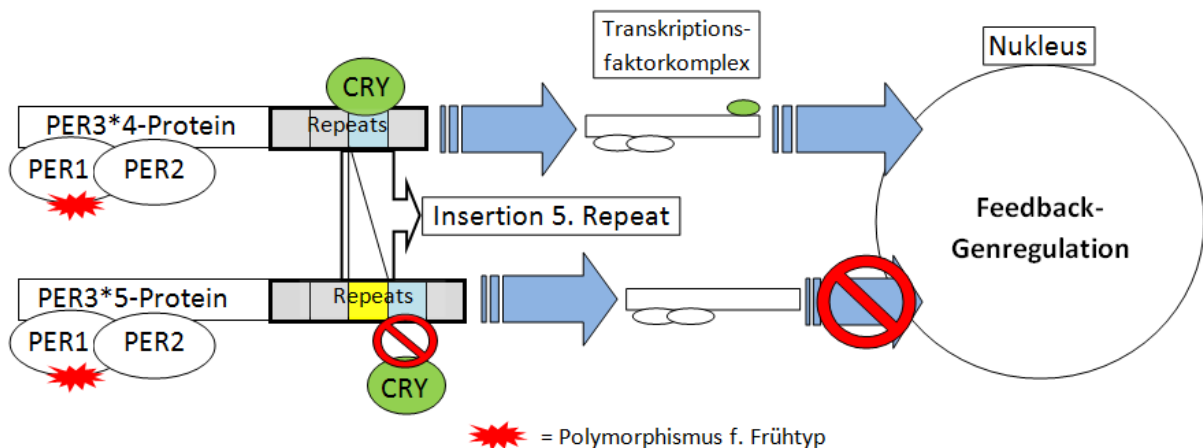 Transkriptions-
faktorkomplex
Nukleus
CRY
PER3*4-Protein
Repeats
PER1
PER2
Insertion 5. Repeat
Feedback-
Genregulation
PER3*5-Protein
Repeats
PER1
PER2
CRY
= Polymorphismus f. Frühtyp